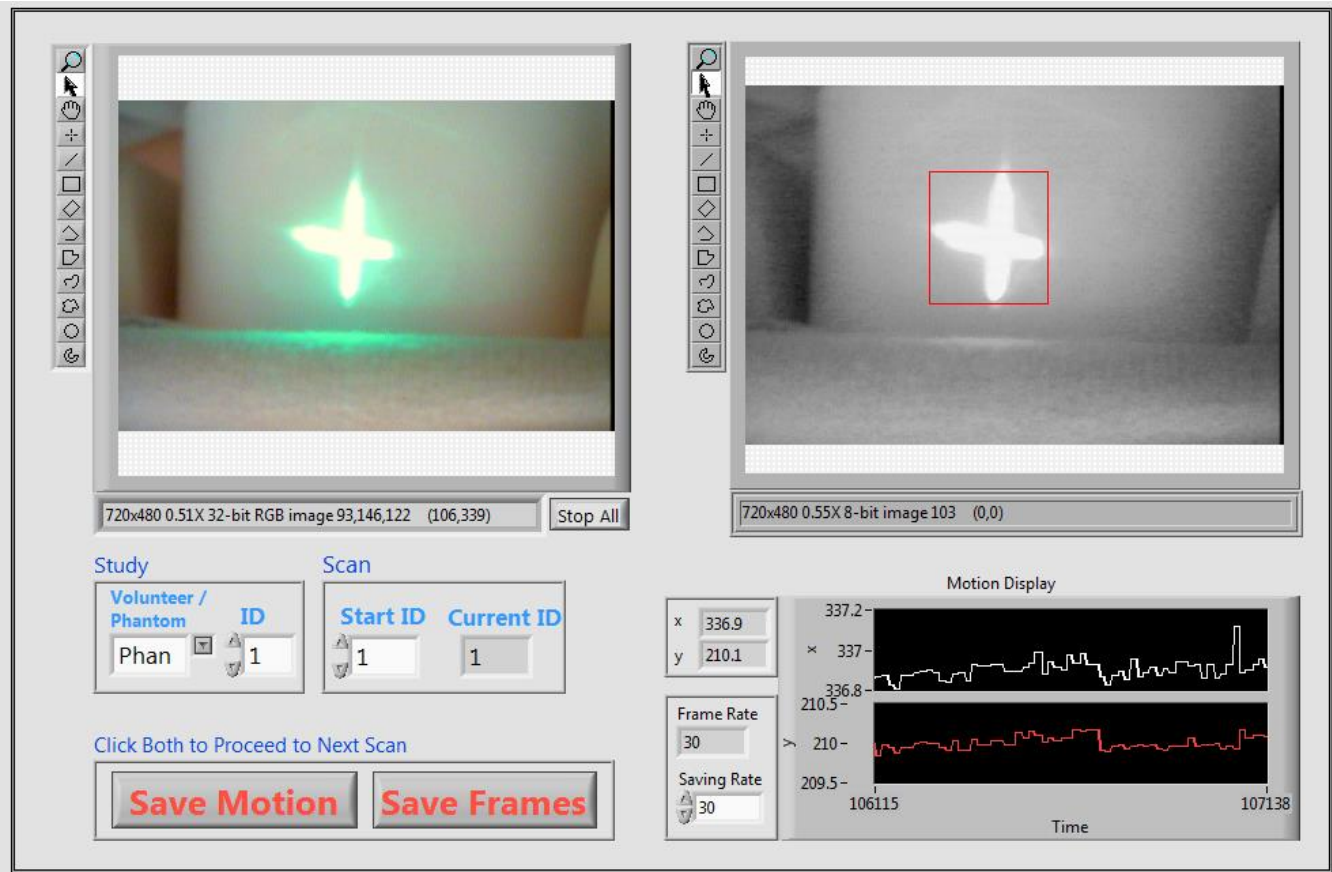 720x480 0.51X 32-bit RGB image 93,146,122 (106,339)
Stop All
720x480 0.55X 8-bit image 103 (0,0)
Study
Volunteer /
Phantom
ID
Phan
1
Scan
Start ID
Current ID
1
1
Click Both to Proceed to Next Scan
Save Motion
Save Frames
x 336.9
y 210.1
Frame Rate
30
Saving Rate
30
Motion Display
337.2
x 337
336.8
210.5
y 210
209.5
106115
107138
Time